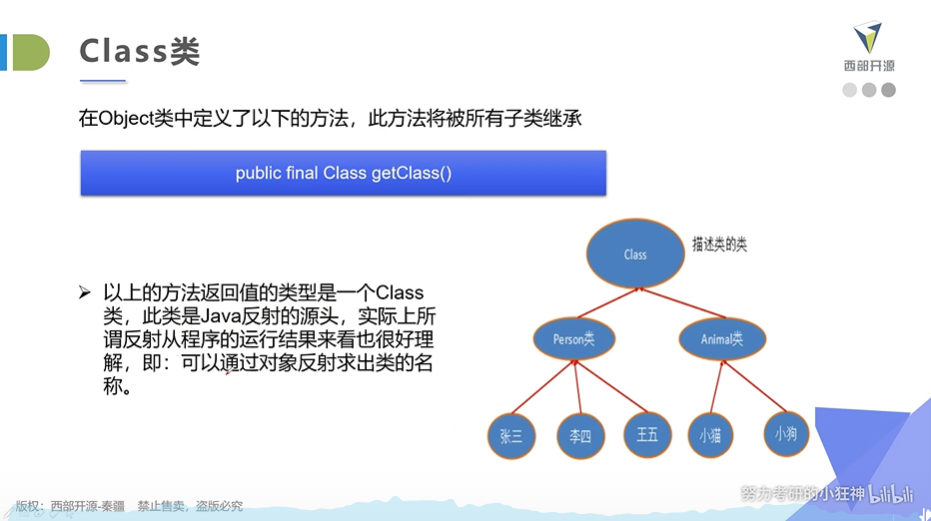 Class类
西部开源
在Object类中定义了以下的方法，此方法将被所有子类继承
public final Class getClass()
Class
描述类的类
➢ 以上的方法返回值的类型是一个Class
类，此类是Java反射的源头，实际上所
谓反射从程序的运行结果来看也很好理
解，即：可以通过对象反射求出类的名
称。
Person类
Animal类
张三
李四
王五
小猫
小狗
努力考研的小狂神 bilibili
版权：西部开源-秦疆 禁止售卖，盗版必究